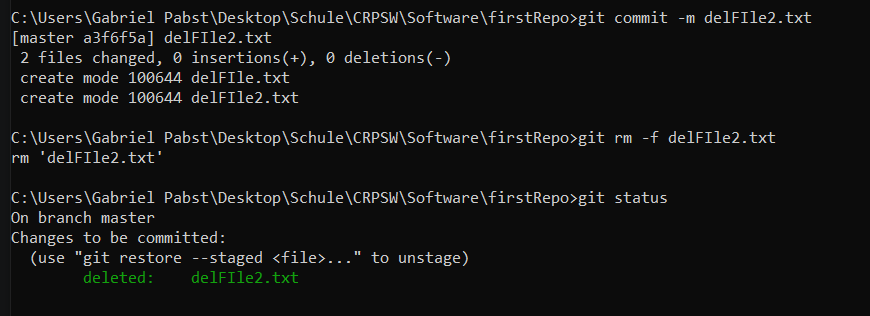 C:\Users\Gabriel Pabst\Desktop\Schule\CRPSW\Software\firstRepo>git commit -m delFIle2.txt
[master a3f6f5a] delFIle2.txt
 2 files changed, 0 insertions(+), 0 deletions(-)
 create mode 100644 delFIle.txt
 create mode 100644 delFIle2.txt

C:\Users\Gabriel Pabst\Desktop\Schule\CRPSW\Software\firstRepo>git rm -f delFIle2.txt
rm 'delFIle2.txt'

C:\Users\Gabriel Pabst\Desktop\Schule\CRPSW\Software\firstRepo>git status
On branch master
Changes to be committed:
  (use "git restore --staged <file>..." to unstage)
        deleted:    delFIle2.txt